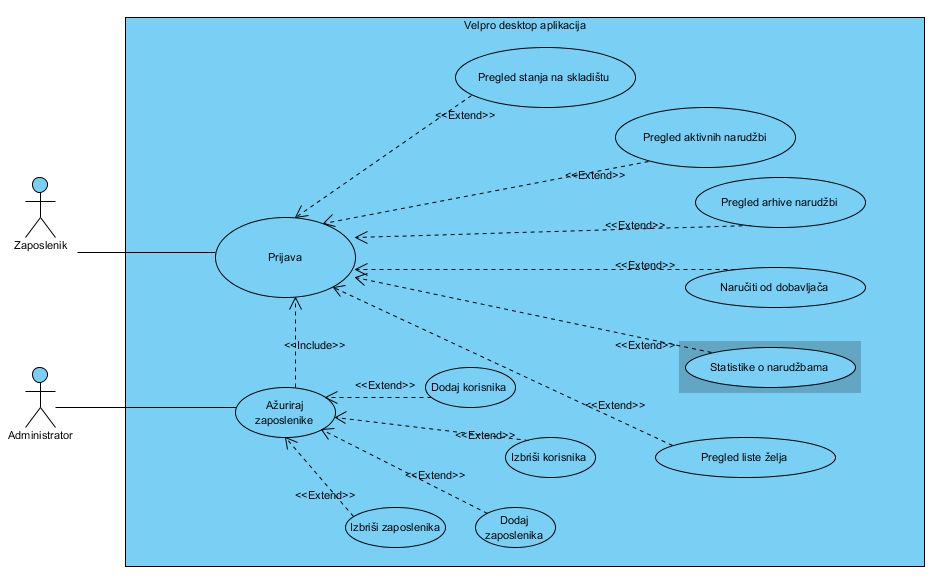 Velpro desktop aplikacija
Pregled stanja na skladištu
<<Extend>>
Pregled aktivnih narudžbi
<<Extend>>
Pregled arhive narudžbi
<<Extend>>
Zaposlenik
Prijava
<<Extend>>
Naručiti od dobavljača
<<Include>>
<<Extend>>
Statistike o narudžbama
<<Extend>>
Dodaj korisnika
<<Extend>>
Ažuriraj
zaposlenike
Administrator
<<Extend>>
Izbriši korisnika
Pregled liste želja
<<Extend>>
<<Extend>>
Izbriši zaposlenika
Dodaj
zaposlenika